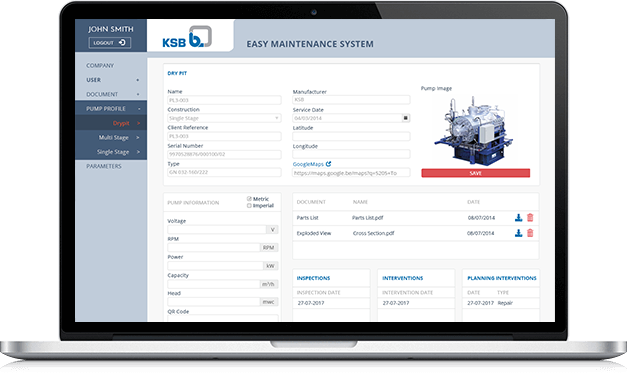 JOHN SMITH
LOGOUT
KSB b
EASY MAINTENANCE SYSTEM
COMPANY
USER
DOCUMENT
PUMP PROFILE
Drypit >
Multi Stage >
Single Stage >
PARAMETERS
DRY PIT
Name
PL3-003
Construction
Single Stage
Client Reference
PL3-003
Serial Number
9970528876/000100/02
Type
GN 032-160/222
Manufacturer
KSB
Service Date
04/03/2014
Latitude
Longitude
GoogleMaps
https://maps.google.be/maps?q=5205+Yp
Pump Image
SAVE
PUMP INFORMATION
Metric
Imperial
Voltage
V
RPM
RPM
Power
kW
Capacity
m³/h
Head
mwc
QR Code
DOCUMENT NAME DATE
Parts List Parts List.pdf 08/07/2014
Exploded View Cross Section.pdf 08/07/2014
INSPECTIONS
INSPECTION DATE
27-07-2017
INTERVENTIONS
INTERVENTION DATE
27-07-2017
PLANNING INTERVENTIONS
DATE TYPE
27-07-2017 Repair